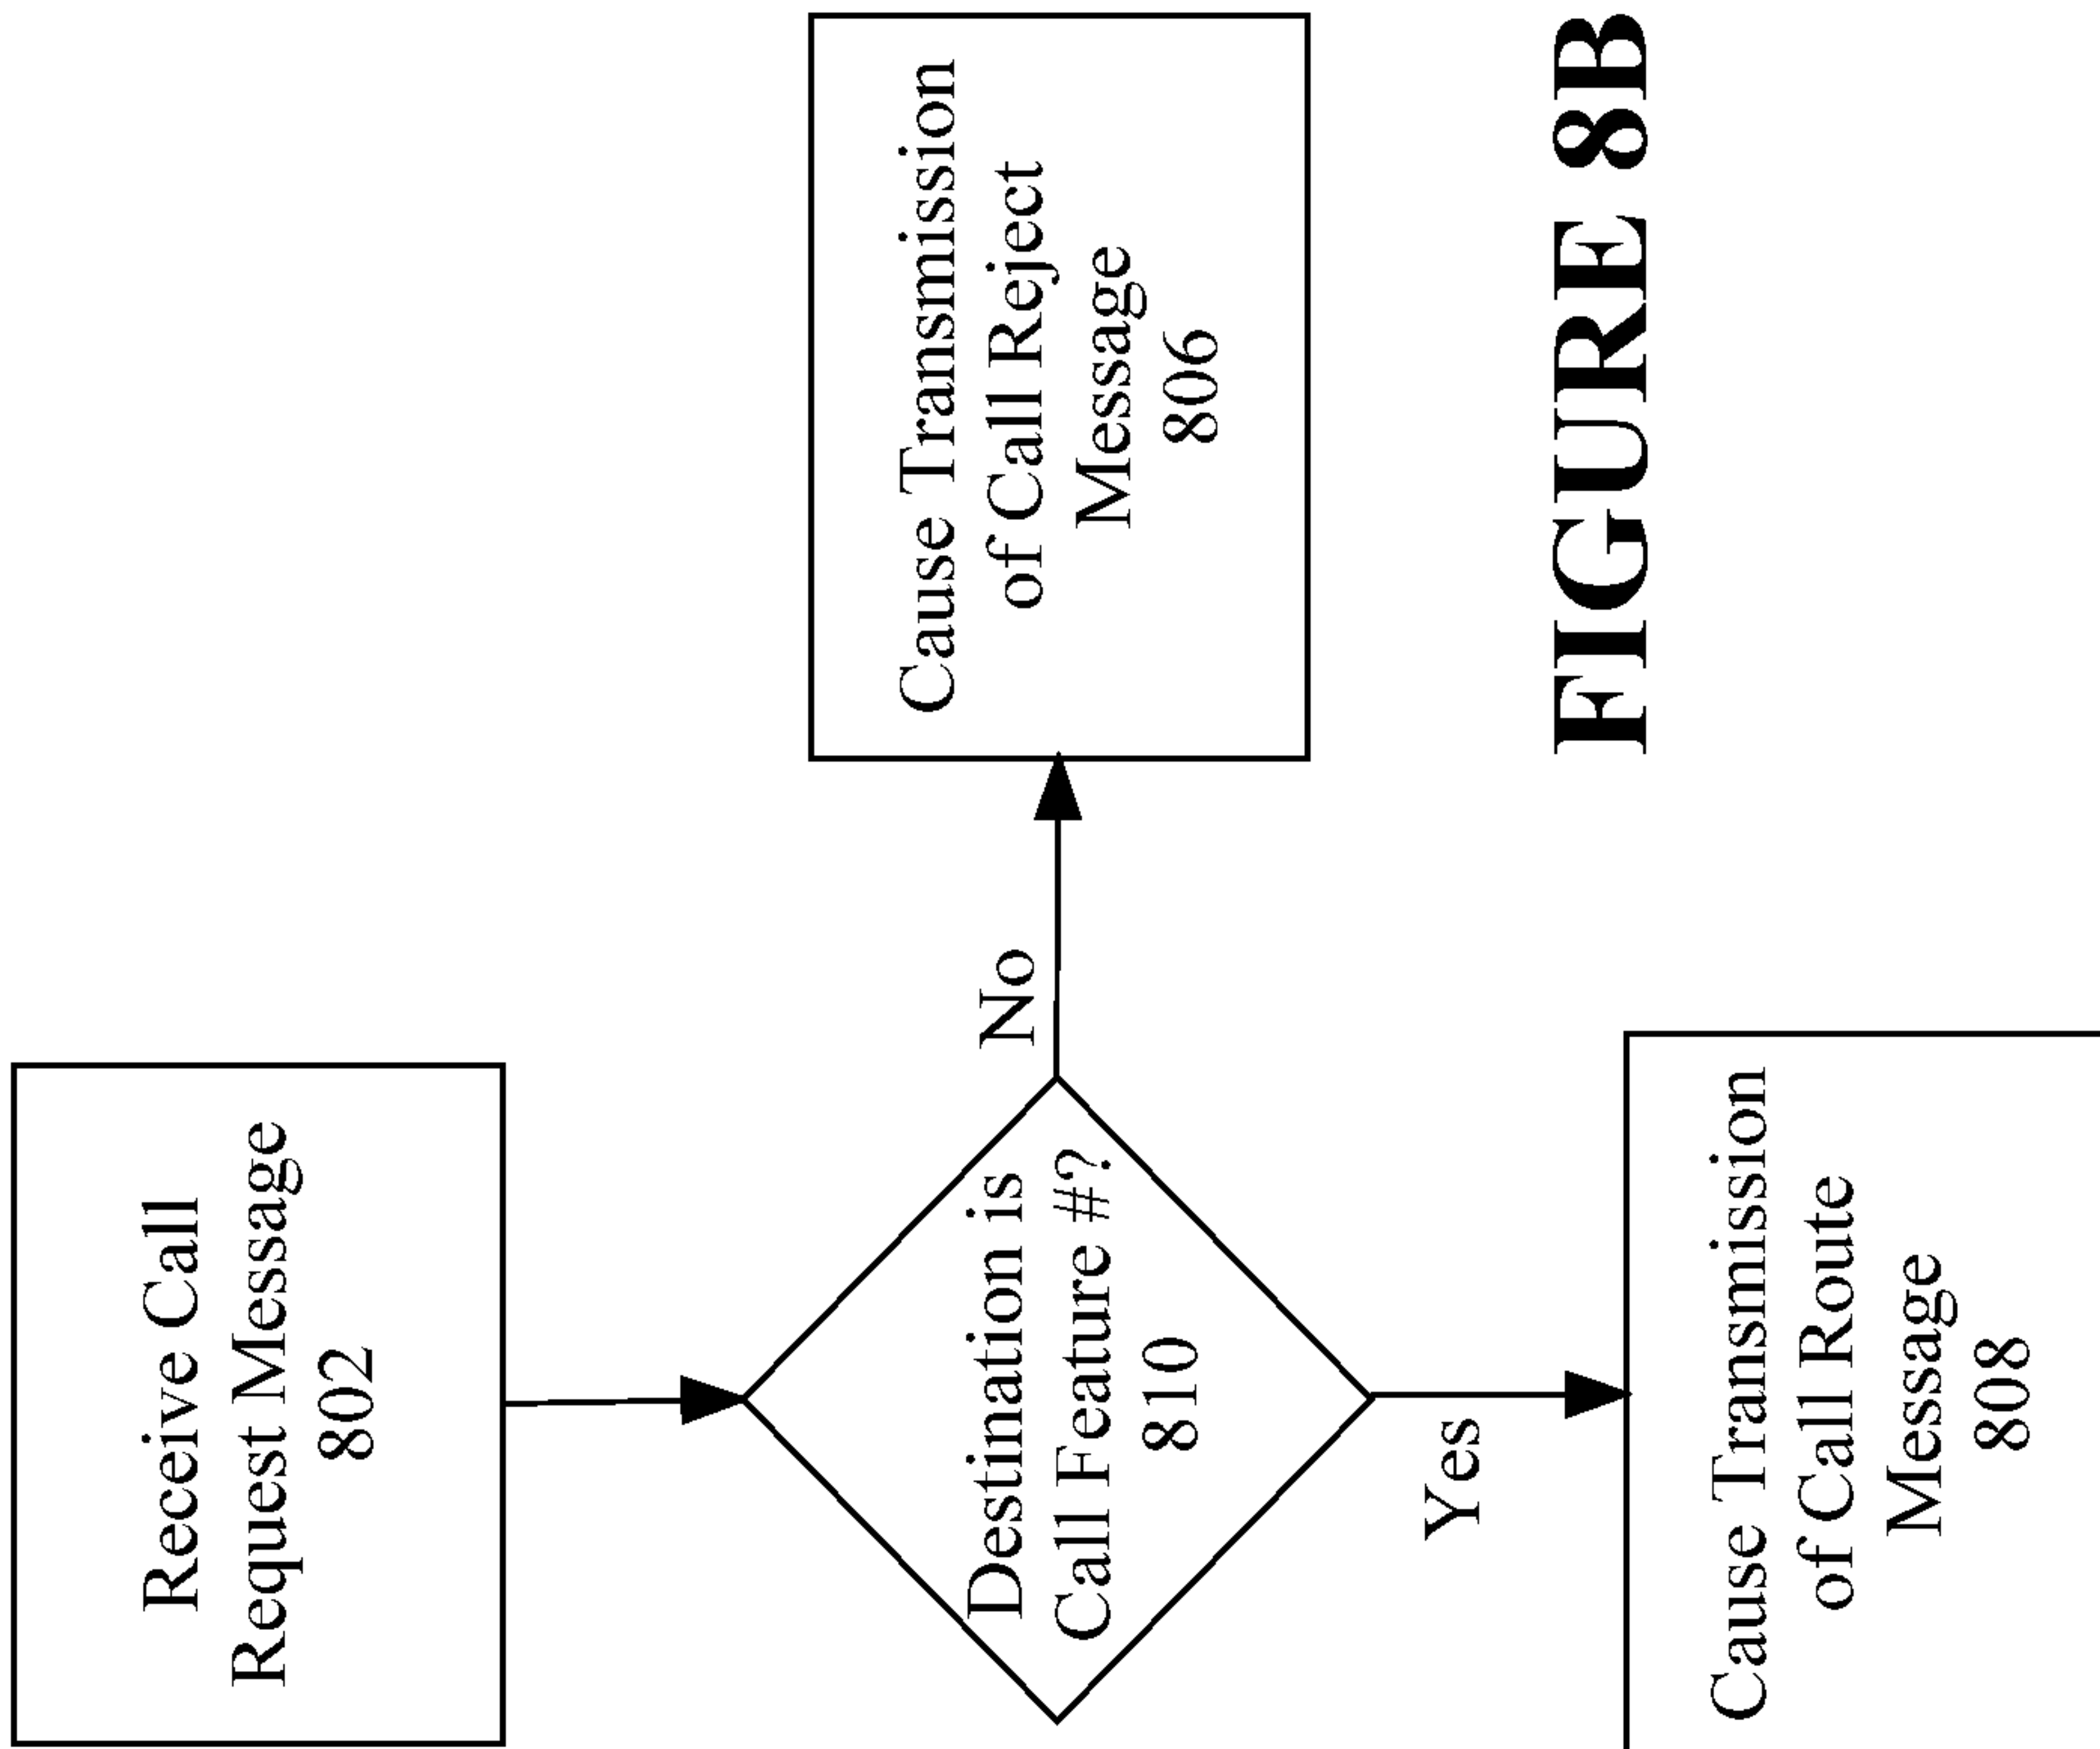 Receive Call
Request Message
802
Destination is
Call Feature #?
810
No
Cause Transmission
of Call Reject
Message
806
Yes
Cause Transmission
of Call Route
Message
808
FIGURE 8B